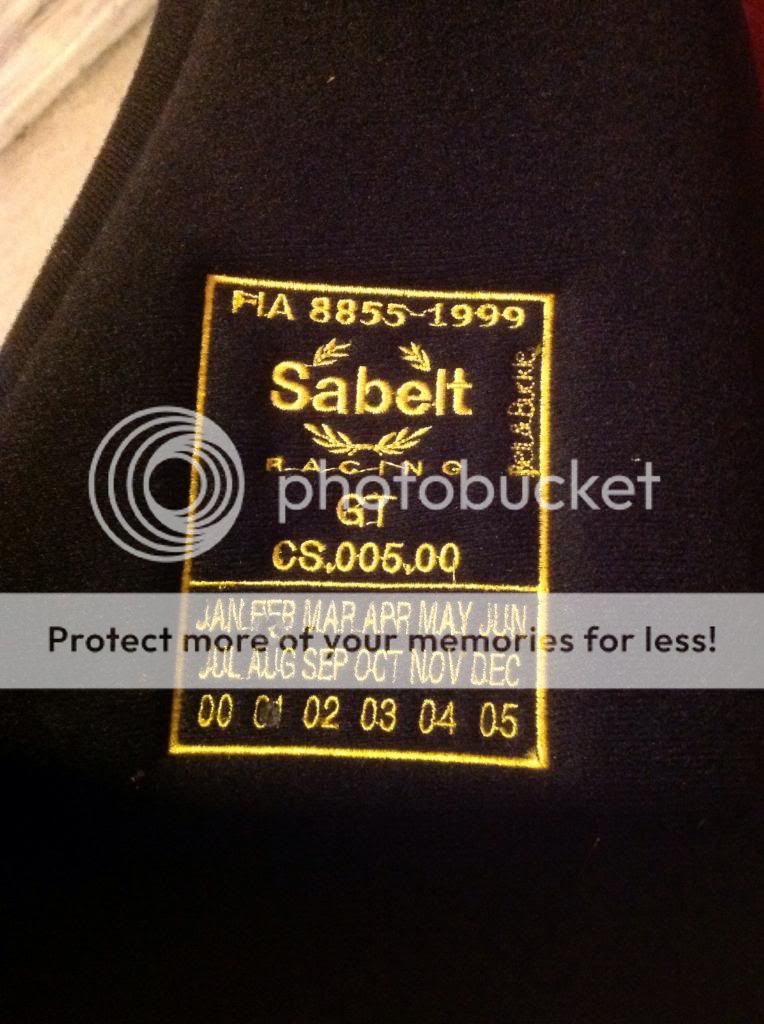 FIA 8855-1999
Sabelt
RACING
GT
CS.005.00
JAN FEB MAR APR MAY JUN
JUL AUG SEP OCT NOV DEC
00 01 02 03 04 05
photobucket
Protect more of your memories for less!